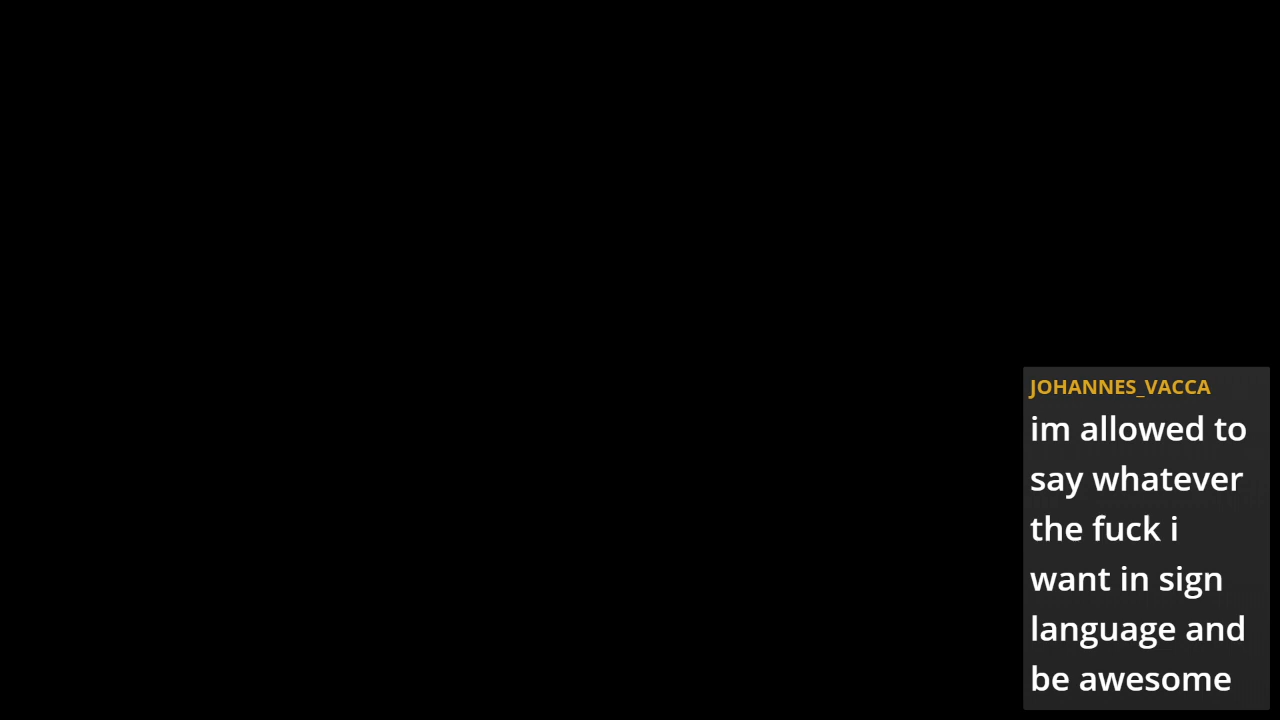 JOHANNES_VACCA
im allowed to
say whatever
the fuck i
want in sign
language and
be awesome